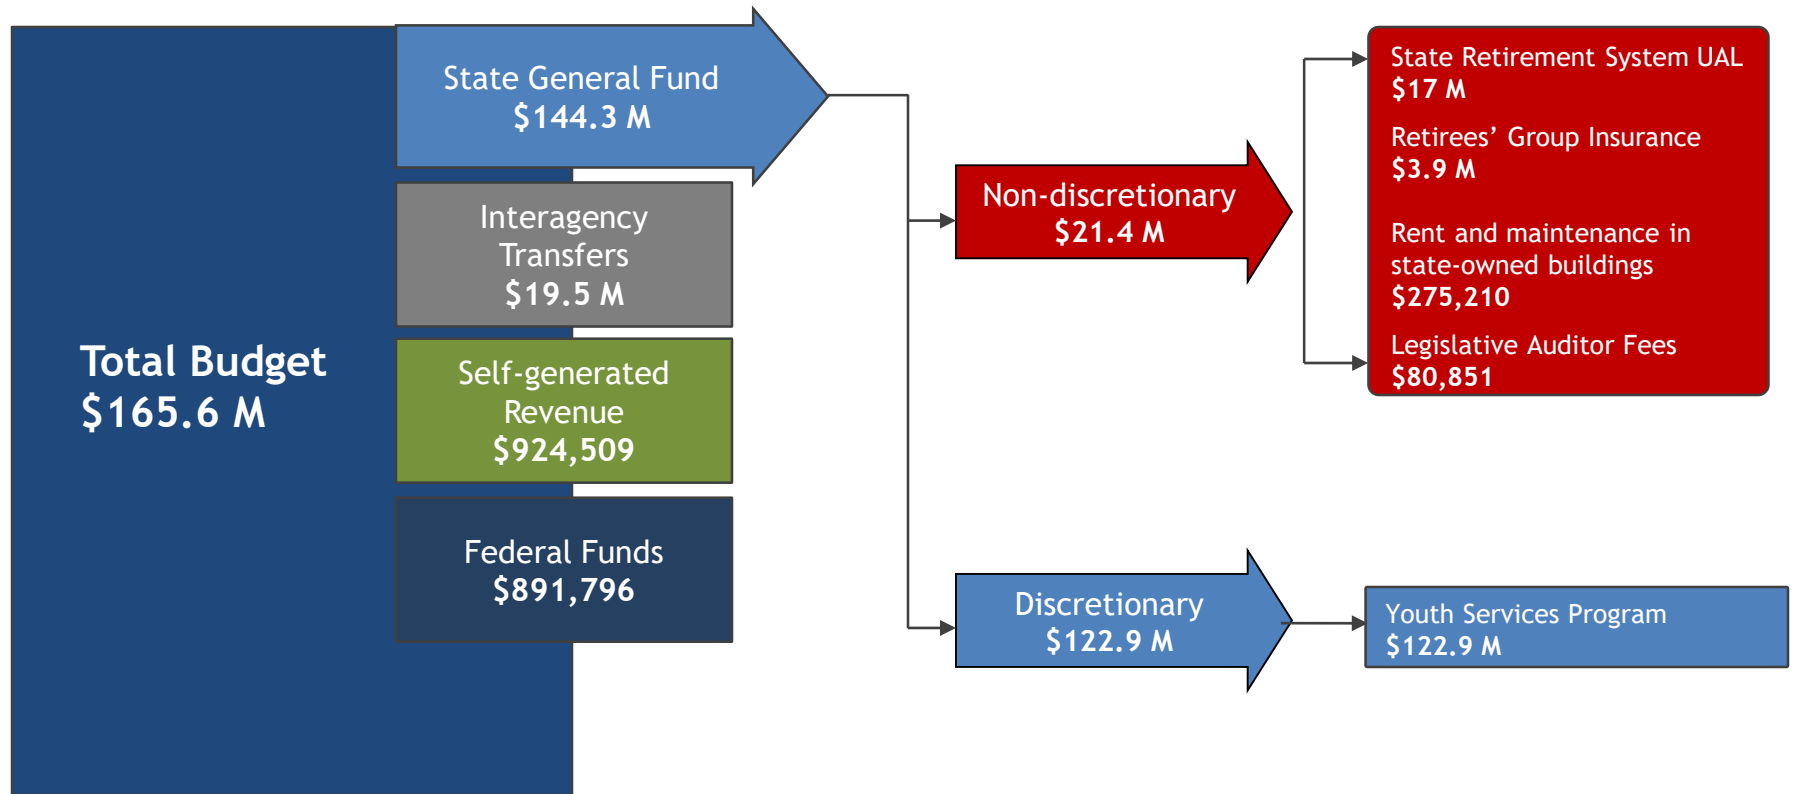 Total Budget
$165.6 M
State General Fund
$144.3 M
Interagency
Transfers
$19.5 M
Self-generated
Revenue
$924,509
Federal Funds
$891,796
Non-discretionary
$21.4 M
State Retirement System UAL
$17 M
Retirees’ Group Insurance
$3.9 M
Rent and maintenance in
state-owned buildings
$275,210
Legislative Auditor Fees
$80,851
Discretionary
$122.9 M
Youth Services Program
$122.9 M